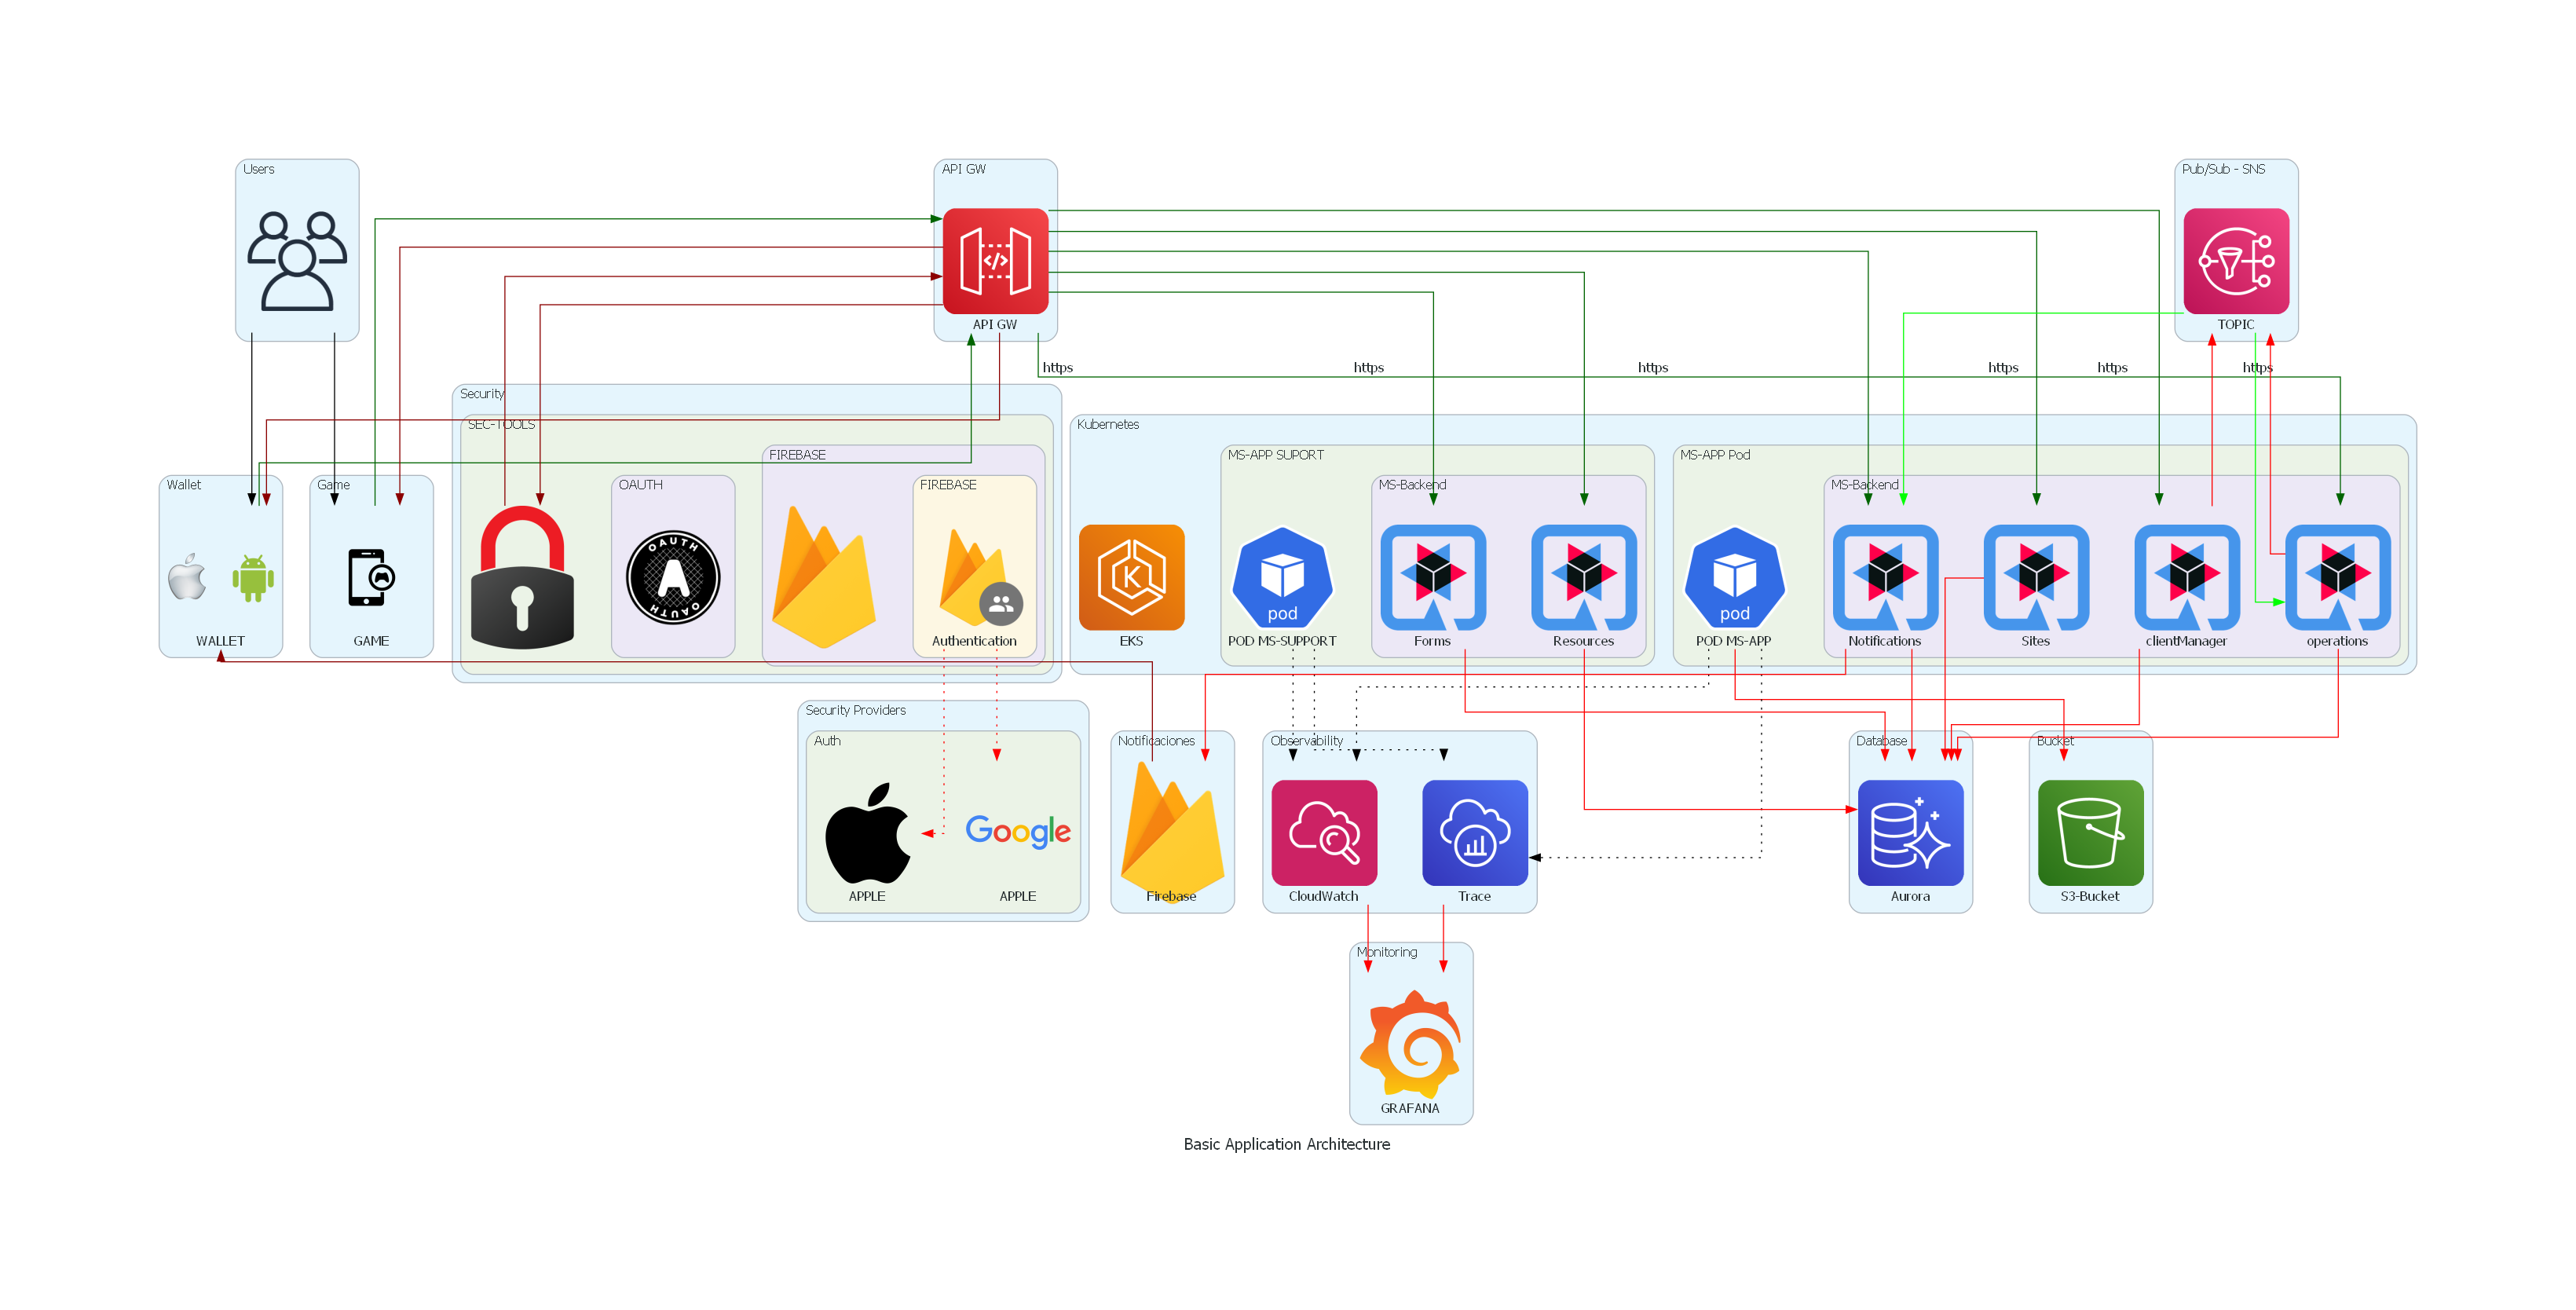 Users
API GW
Pub/Sub - SNS
API GW
TOPIC
https
https
https
https
https
https
Security
SEC-TOOLS
Kubernetes
FIREBASE
MS-APP SUPORT
MS-APP Pod
Wallet
Game
OAUTH
FIREBASE
MS-Backend
MS-Backend
OAUTH
OAUTH
pod
pod
WALLET
GAME
Authentication
EKS
POD MS-SUPPORT
Forms
Resources
POD MS-APP
Notifications
Sites
clientManager
operations
Security Providers
Auth
Notificaciones
Observability
Database
Bucket
Google
APPLE
APPLE
Firebase
CloudWatch
Trace
Aurora
S3-Bucket
Monitoring
GRAFANA
Basic Application Architecture